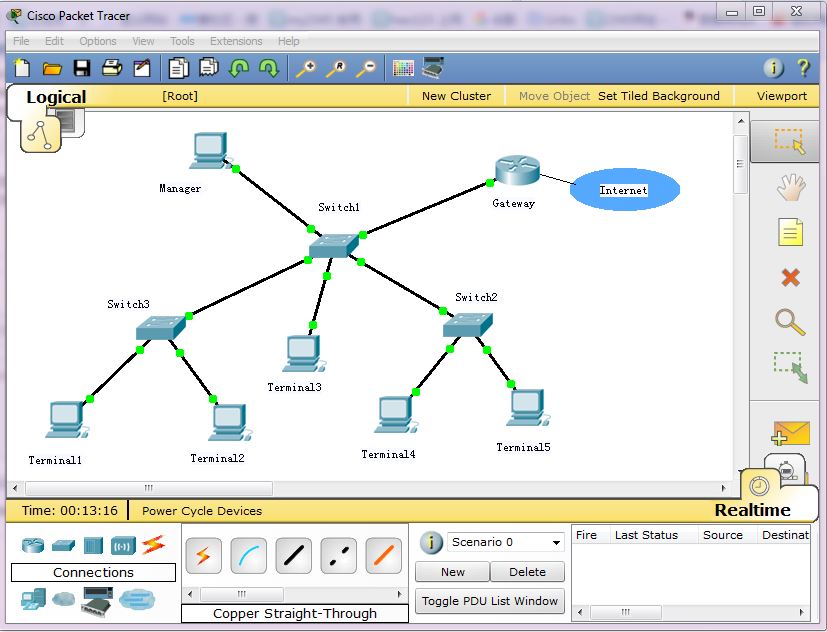 Cisco Packet Tracer
File Edit Options View Tools Extensions Help
Logical [Root] New Cluster Move Object Set Tiled Background Viewport
Manager
Switch1
Gateway
Internet
Switch3
Switch2
Terminal3
Terminal1
Terminal2
Terminal4
Terminal5
Time: 00:13:16 Power Cycle Devices
Realtime
Connections
Copper Straight-Through
Scenario 0
New Delete
Toggle PDU List Window
Fire Last Status Source Destinat